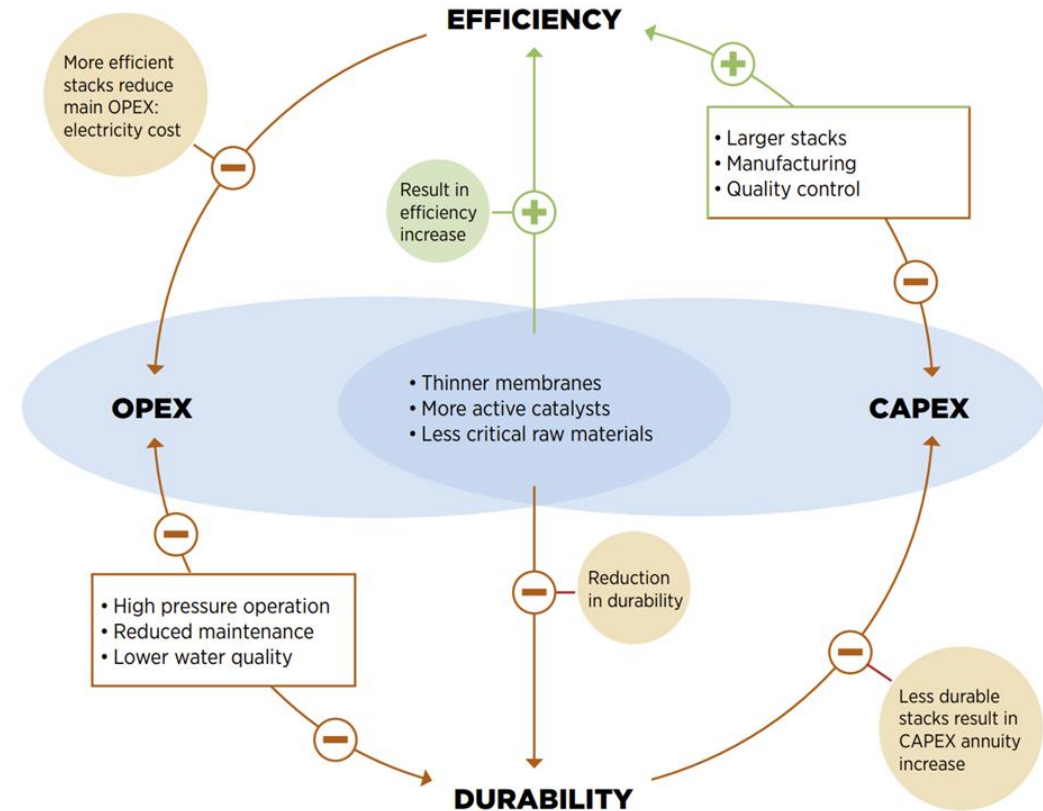 EFFICIENCY
More efficient
stacks reduce
main OPEX:
electricity cost
• Larger stacks
• Manufacturing
• Quality control
Result in
efficiency
increase
OPEX
• Thinner membranes
• More active catalysts
• Less critical raw materials
CAPEX
• High pressure operation
• Reduced maintenance
• Lower water quality
Reduction
in durability
Less durable
stacks result in
CAPEX annuity
increase
DURABILITY